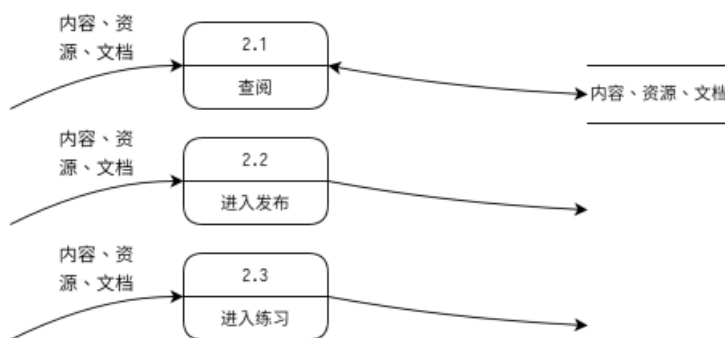 内容、资
源、文档
2.1
查阅
内容、资源、文档
内容、资
源、文档
2.2
进入发布
内容、资
源、文档
2.3
进入练习